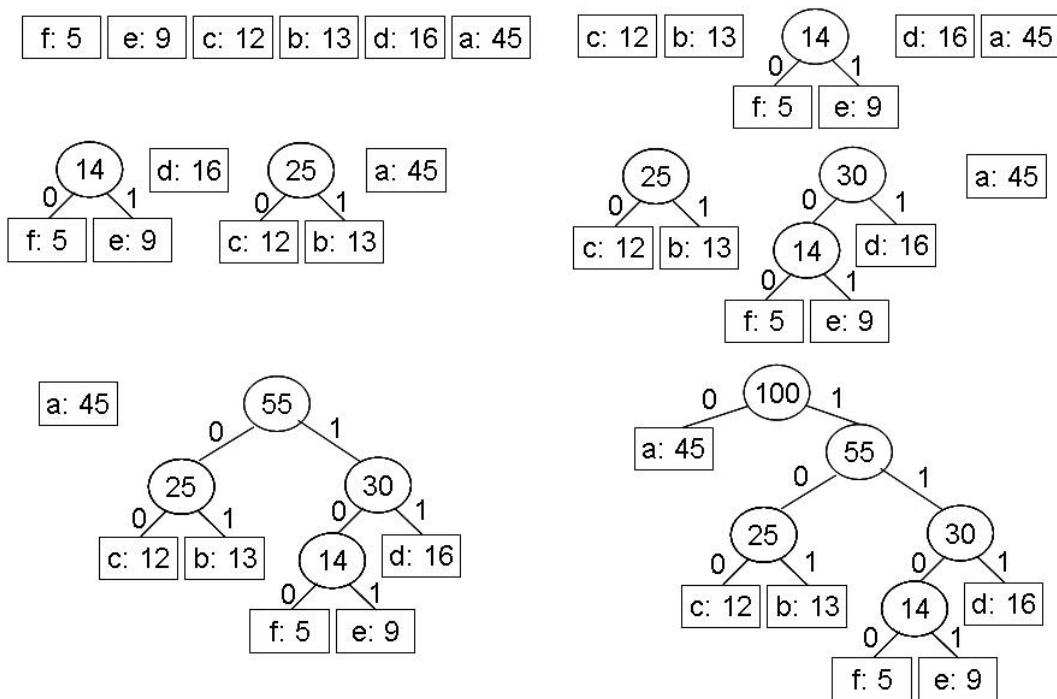 f: 5 e: 9 c: 12 b: 13 d: 16 a: 45
c: 12 b: 13 14 d: 16 a: 45
0 1
f: 5 e: 9
14 d: 16 25 a: 45
0 1 0 1
f: 5 e: 9 c: 12 b: 13
25 30 a: 45
0 1 0 1
c: 12 b: 13 14 d: 16
0 1
f: 5 e: 9
a: 45 55
0 1
25 30
0 1 0 1
c: 12 b: 13 14 d: 16
0 1
f: 5 e: 9
100
0 1
a: 45 55
0 1
25 30
0 1 0 1
c: 12 b: 13 14 d: 16
0 1
f: 5 e: 9